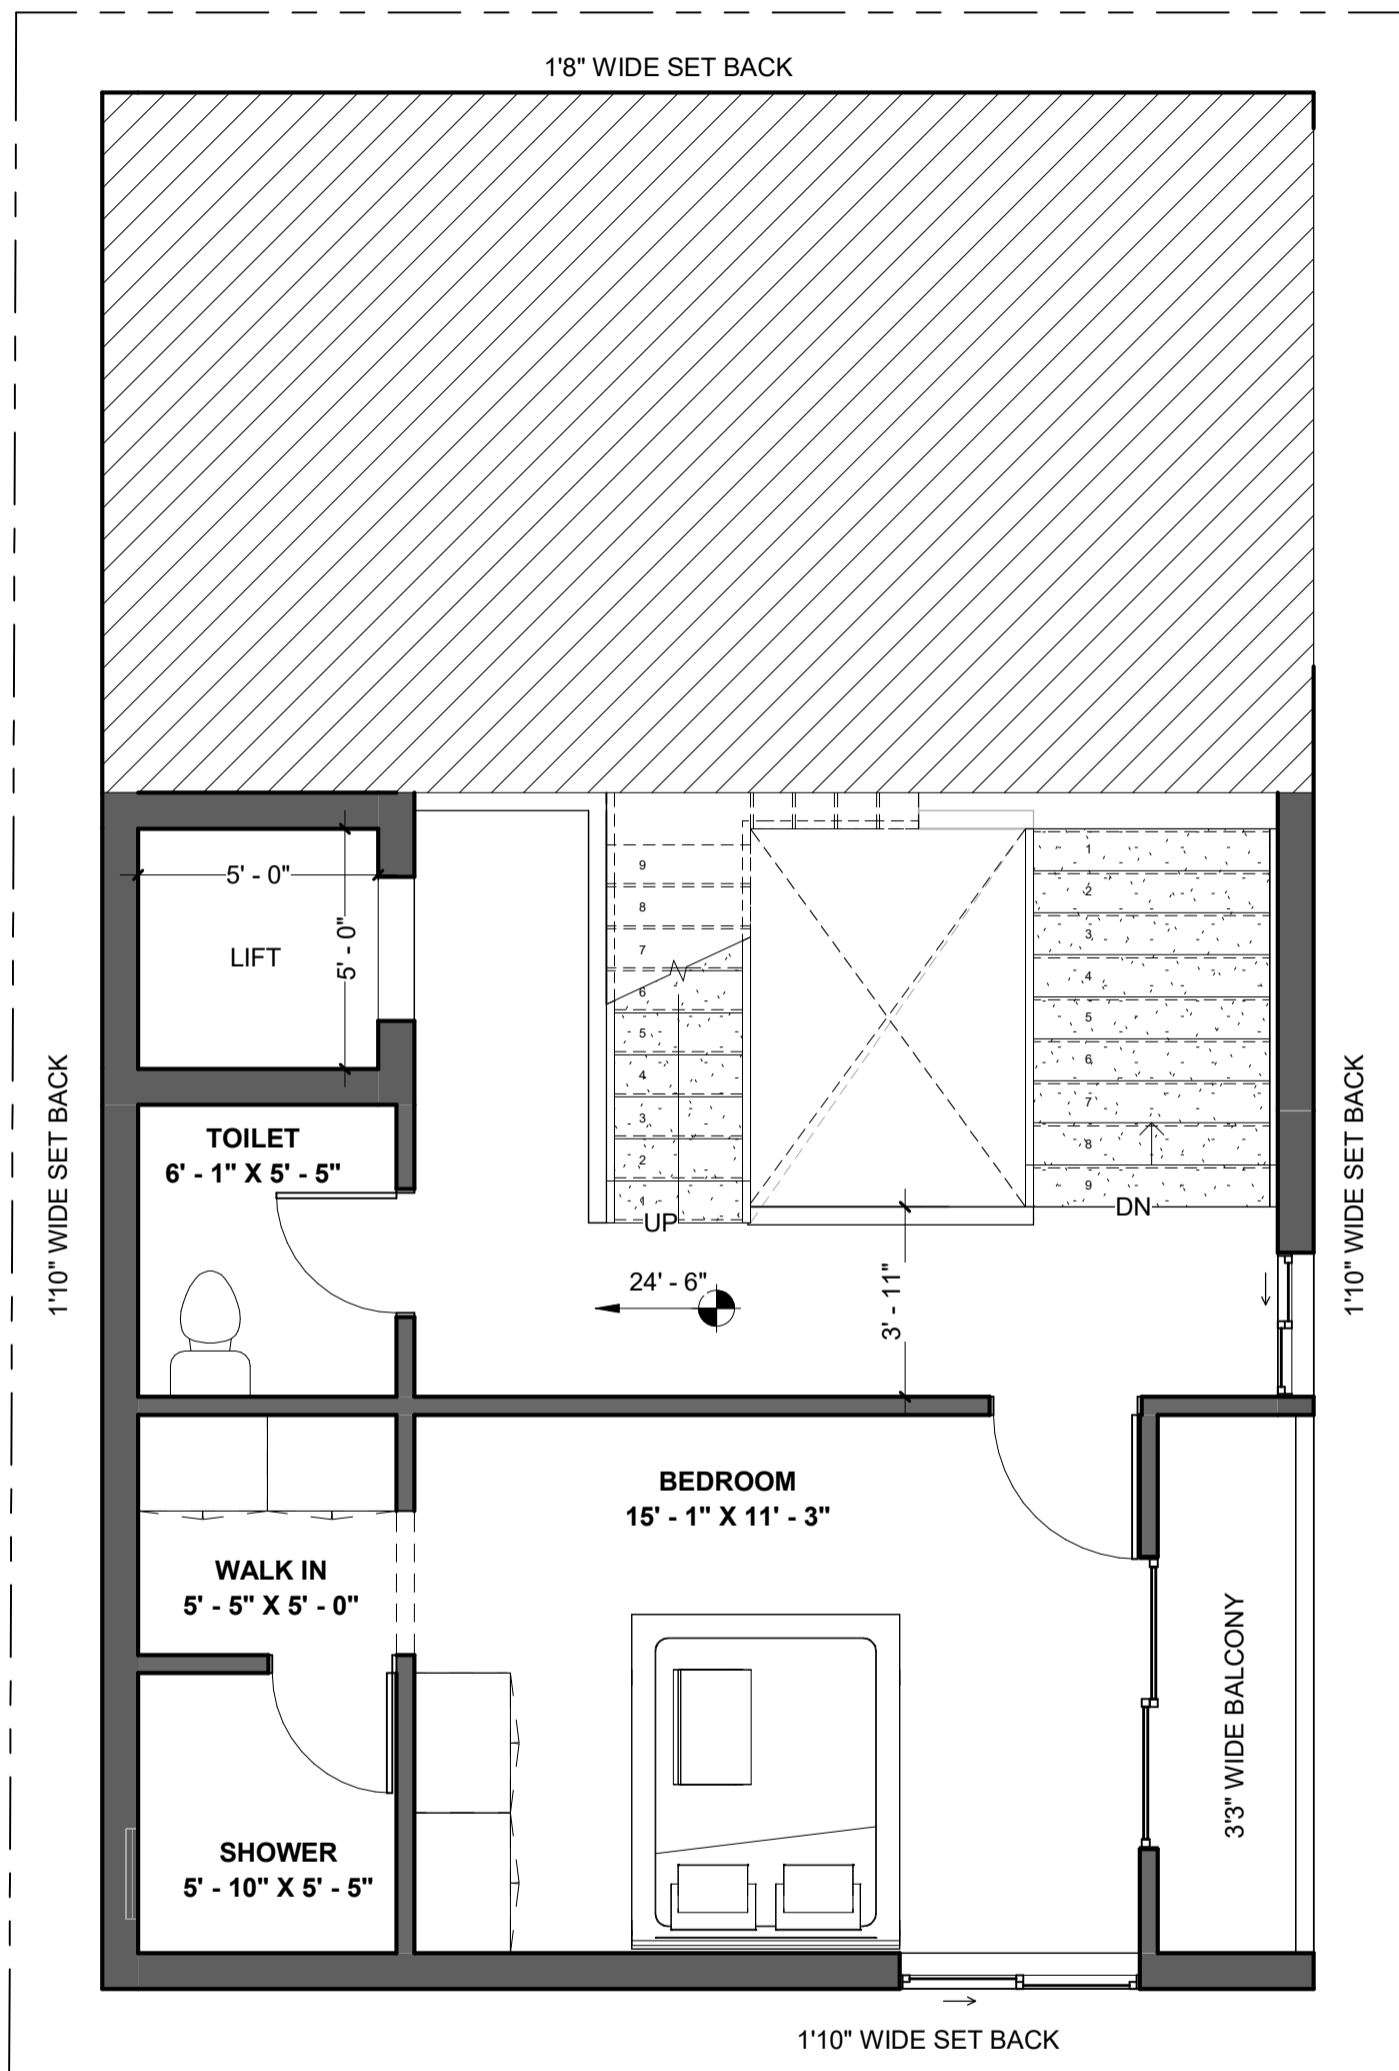 1'8" WIDE SET BACK
9
8
7
6
5
4
3
2
1
UP
1
2
3
4
5
6
7
8
9
DN
5' - 0"
5' - 0"
LIFT
1'10" WIDE SET BACK
1'10" WIDE SET BACK
TOILET
6' - 1" X 5' - 5"
24' - 6"
3' - 11"
BEDROOM
15' - 1" X 11' - 3"
WALK IN
5' - 5" X 5' - 0"
3'3" WIDE BALCONY
SHOWER
5' - 10" X 5' - 5"
1'10" WIDE SET BACK